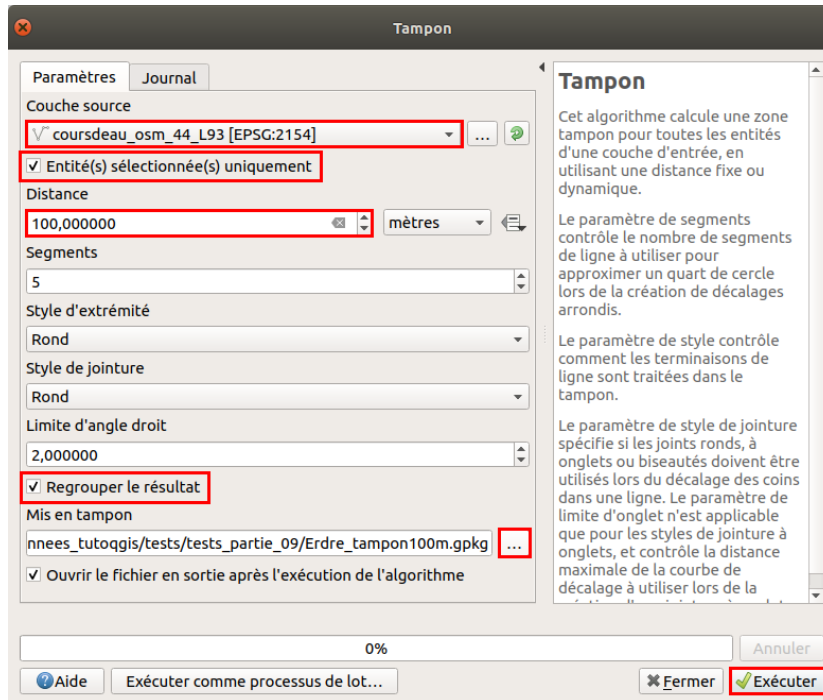 Tampon
Paramètres
Journal
Couche source
coursdeau_osm_44_L93 [EPSG:2154]
...
Entité(s) sélectionnée(s) uniquement
Distance
100,000000
mètres
Segments
5
Style d'extrémité
Rond
Style de jointure
Rond
Limite d'angle droit
2,000000
Regrouper le résultat
Mis en tampon
nnees_tutoqgis/tests/tests_partie_09/Erdre_tampon100m.gpkg
...
Ouvrir le fichier en sortie après l'exécution de l'algorithme
Tampon
Cet algorithme calcule une zone
tampon pour toutes les entités
d'une couche d'entrée, en
utilisant une distance fixe ou
dynamique.
Le paramètre de segments
contrôle le nombre de segments
de ligne à utiliser pour
approximer un quart de cercle
lors de la création de décalages
arrondis.
Le paramètre de style contrôle
comment les terminaisons de
ligne sont traitées dans le
tampon.
Le paramètre de style de jointure
spécifie si les joints ronds, à
onglets ou biseautés doivent être
utilisés lors du décalage des coins
dans une ligne. Le paramètre de
limite d'onglet n'est applicable
que pour les styles de jointure à
onglets, et contrôle la distance
maximale de la courbe de
décalage à utiliser lors de la
0%
Annuler
Aide
Exécuter comme processus de lot...
Fermer
Exécuter